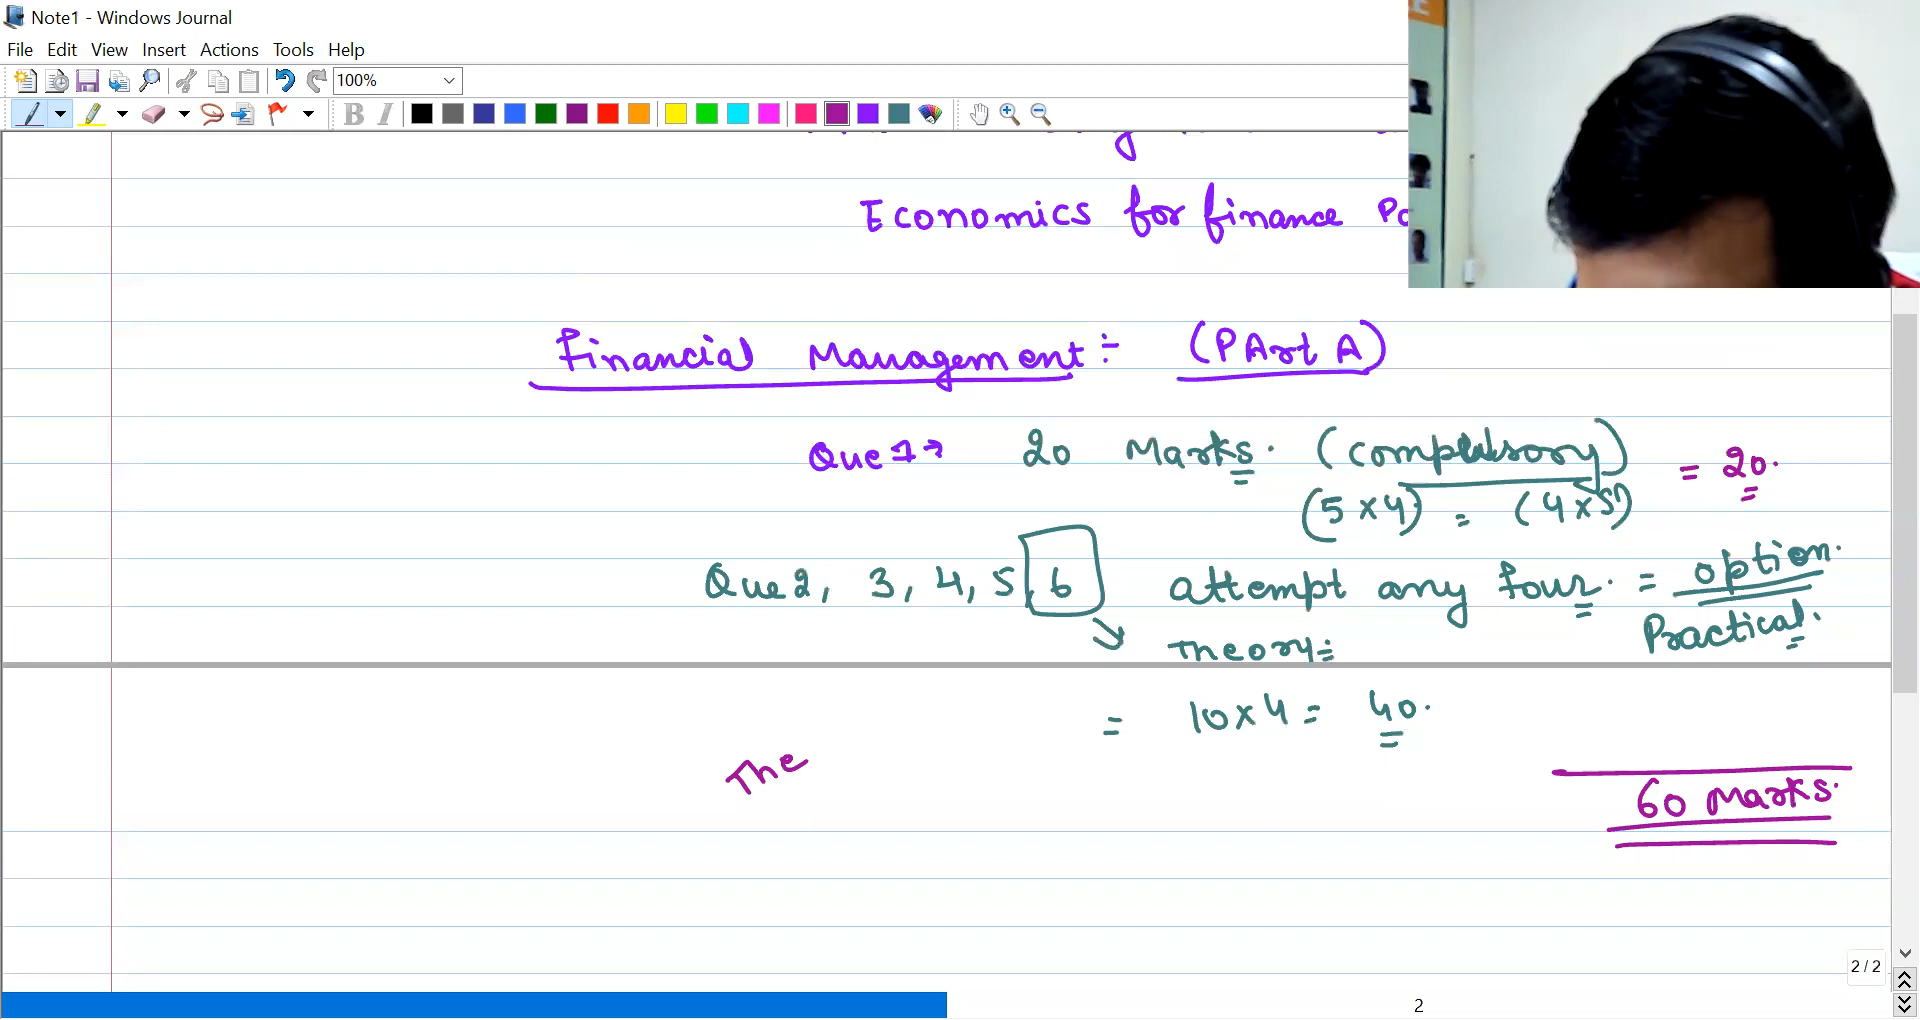 Note1 - Windows Journal
File Edit View Insert Actions Tools Help
100%
B I
Economics for finance
Financial Management :- (PArt A)
Que 1 → 20 Marks. (compulsory) = 20.
(5 x 4) = (4 x 5)
Que 2, 3, 4, 5, 6 attempt any four. = option.
Theory = Practical.
= 10 x 4 = 40.
The
60 Marks.
2 / 2
2